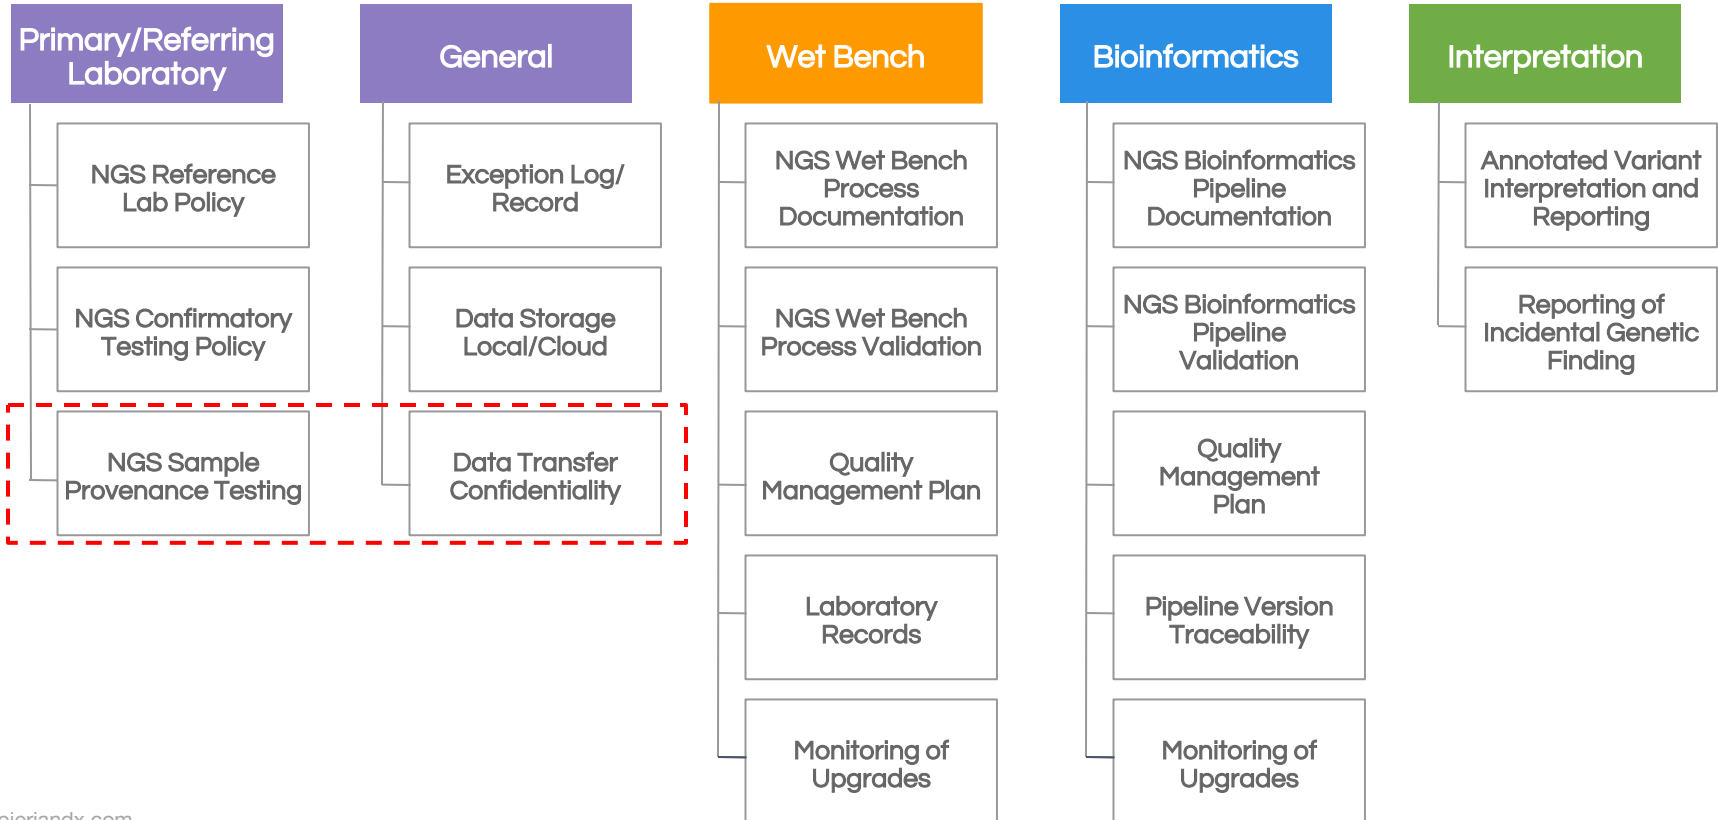 Primary/Referring
Laboratory
NGS Reference
Lab Policy
NGS Confirmatory
Testing Policy
NGS Sample
Provenance Testing
General
Exception Log/
Record
Data Storage
Local/Cloud
Data Transfer
Confidentiality
Wet Bench
NGS Wet Bench
Process
Documentation
NGS Wet Bench
Process Validation
Quality
Management Plan
Laboratory
Records
Monitoring of
Upgrades
Bioinformatics
NGS Bioinformatics
Pipeline
Documentation
NGS Bioinformatics
Pipeline
Validation
Quality
Management
Plan
Pipeline Version
Traceability
Monitoring of
Upgrades
Interpretation
Annotated Variant
Interpretation and
Reporting
Reporting of
Incidental Genetic
Finding